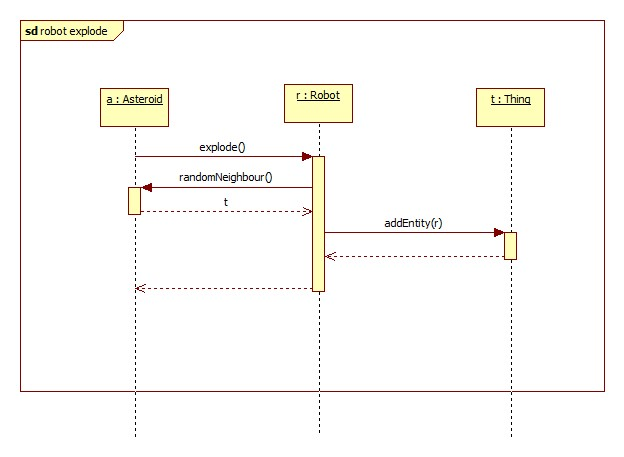 sd robot explode
a : Asteroid
r : Robot
t : Thing
explode()
randomNeighbour()
t
addEntity(r)